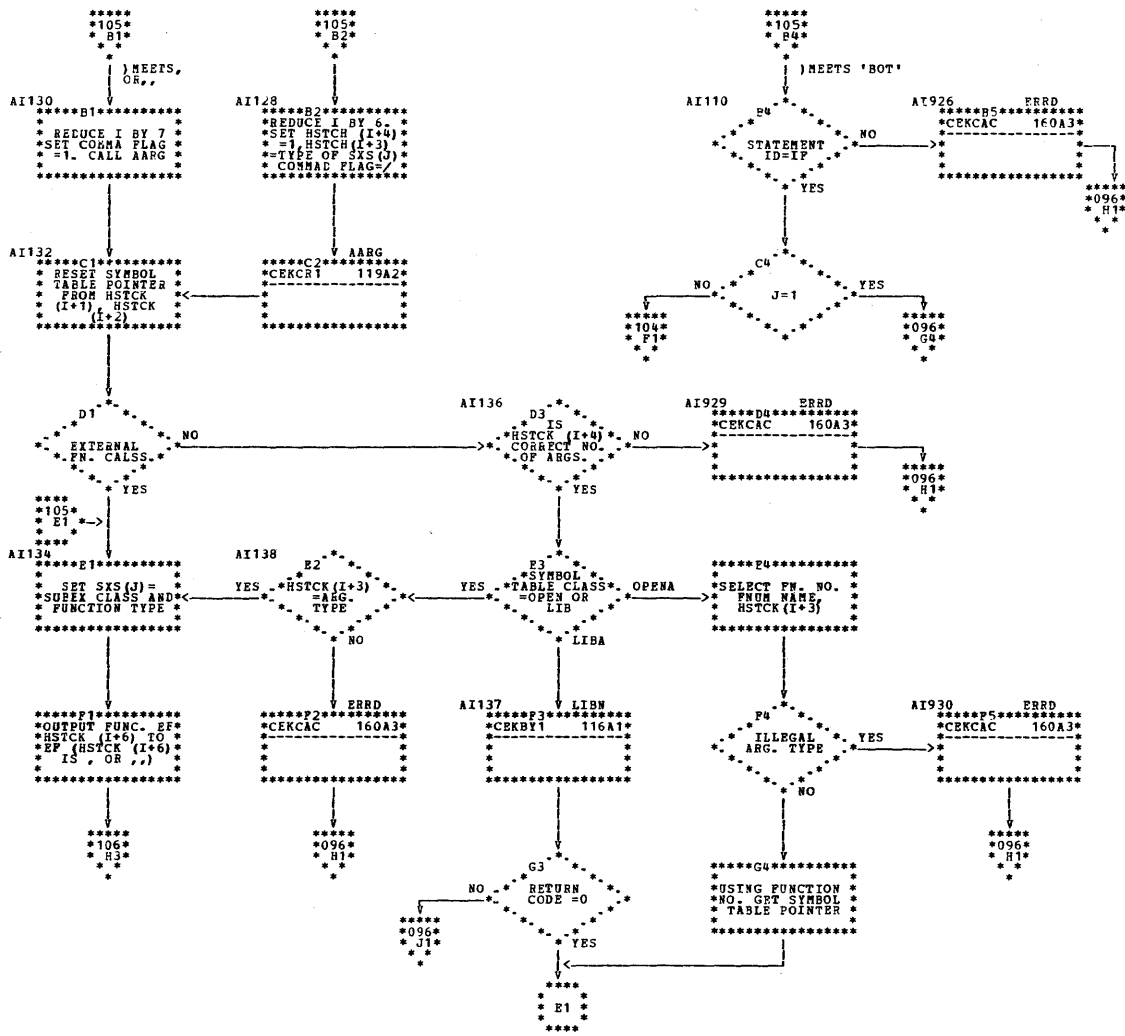 105
B1
105
B2
105
B4
)MEETS,
OR,,
)MEETS 'BOT'
AI130
B1
REDUCE I BY 7
SET COMMA FLAG
=1. CALL AARG
AI128
B2
REDUCE I BY 6.
SET HSTCH (I+4)
=1,HSTCH(I+3)
=TYPE OF SXS(J)
COMMAD FLAG=/
AI110
B4
STATEMENT
ID=IF
NO
YES
AI926
ERRD
B5
CEKCAC 160A3
096
H1
AI132
C1
RESET SYMBOL
TABLE POINTER
FROM HSTCK
(I+1), HSTCK
(I+2)
AARG
C2
CEKCR1 119A2
C4
J=1
NO
YES
104
F1
096
G4
D1
EXTERNAL
FN. CALSS.
NO
YES
AI136
D3
IS
HSTCK (I+4)
CORRECT NO.
OF ARGS.
NO
YES
AI929
ERRD
D4
CEKCAC 160A3
096
H1
105
E1
AI134
E1
SET SXS(J)=
SUBEX CLASS AND
FUNCTION TYPE
AI138
E2
HSTCK(I+3)
=ARG.
TYPE
YES
NO
E3
SYMBOL
TABLE CLASS
=OPEN OR
LIB
YES
OPENA
LIBA
E4
SELECT FN. NO.
FNUM NAME,
HSTCK(I+3)
F1
OUTPUT FUNC. EF
HSTCK (I+6) TO
EF (HSTCK (I+6)
IS , OR ,,)
ERRD
F2
CEKCAC 160A3
AI137
LIBN
F3
CEKBY1 116A1
F4
ILLEGAL
ARG. TYPE
YES
NO
AI930
ERRD
F5
CEKCAC 160A3
106
H3
096
H1
096
H1
G3
RETURN
CODE =0
NO
YES
G4
USING FUNCTION
NO. GET SYMBOL
TABLE POINTER
096
J1
E1